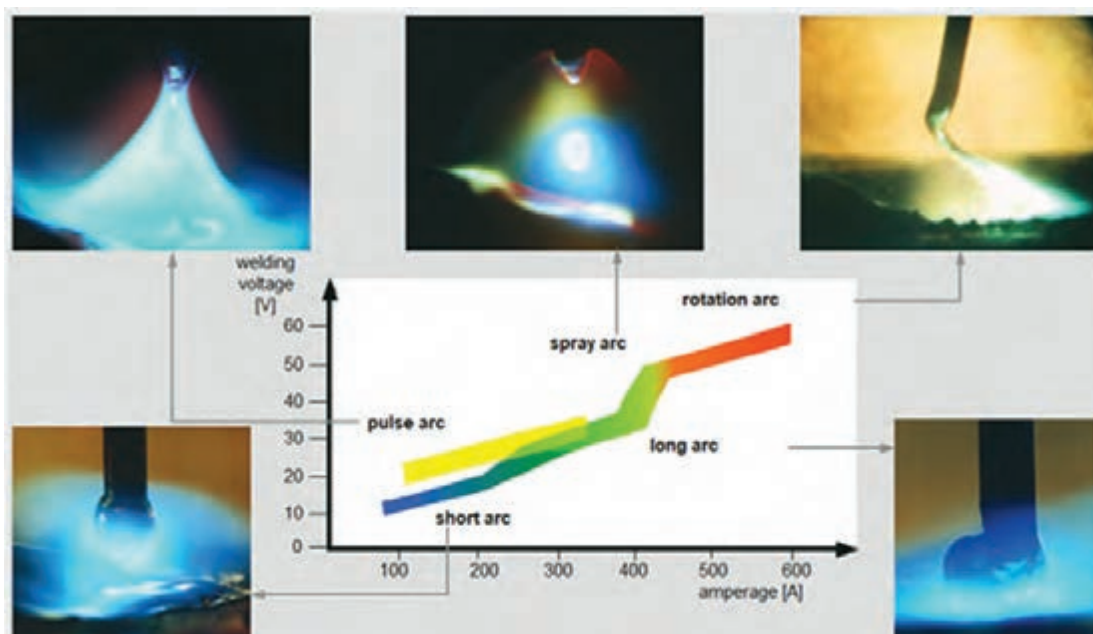 welding
voltage
[V]
60
50
40
30
20
10
0
rotation arc
spray arc
pulse arc
long arc
short arc
100 200 300 400 500 600
amperage [A]